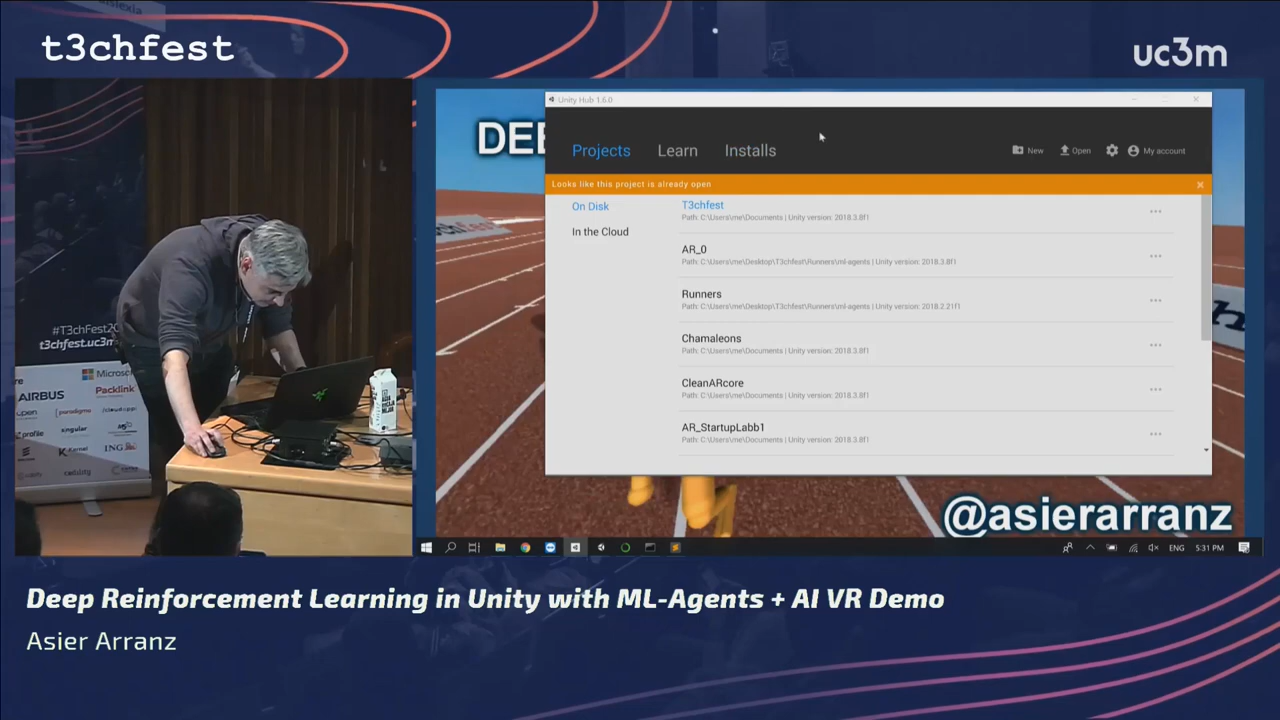 t3chfest
uc3m
DEE
Unity Hub 1.6.0
Projects
Learn
Installs
New
Open
My account
Looks like this project is already open
On Disk
In the Cloud
T3chfest
Path: C:\Users\me\Documents | Unity version: 2018.3.8f1
AR_0
Path: C:\Users\me\Desktop\T3chfest\Runners\ml-agents | Unity version: 2018.3.8f1
Runners
Path: C:\Users\me\Desktop\T3chfest\Runners\ml-agents | Unity version: 2018.2.21f1
Chamaleons
Path: C:\Users\me\Documents | Unity version: 2018.3.8f1
CleanARcore
Path: C:\Users\me\Documents | Unity version: 2018.3.8f1
AR_StartupLabb1
Path: C:\Users\me\Documents | Unity version: 2018.3.8f1
@asierarranz
ENG
5:31 PM
#T3chFest20
t3chfest.uc3m
Microsoft
AIRBUS
Packlink
paradigma
profile
angular
ING
Deep Reinforcement Learning in Unity with ML-Agents + AI VR Demo
Asier Arranz